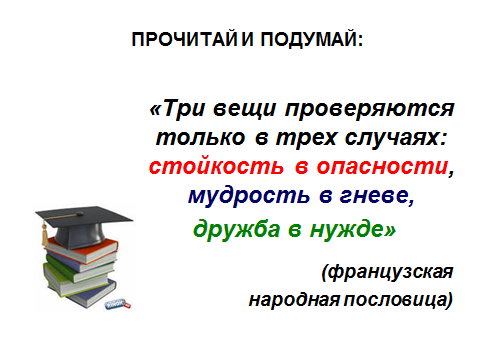 ПРОЧИТАЙ И ПОДУМАЙ:
«Три вещи проверяются
только в трех случаях:
стойкость в опасности,
мудрость в гневе,
дружба в нужде»
(французская
народная пословица)